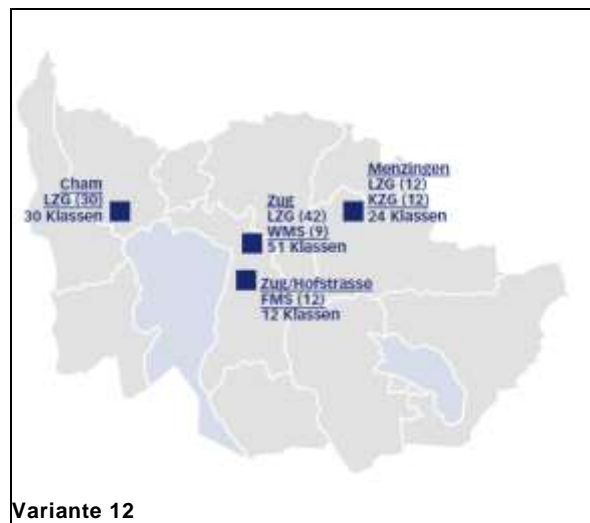 Cham
LZG (30)
30 Klassen
Zug
LZG (42)
WMS (9)
51 Klassen
Menzingen
LZG (12)
KZG (12)
24 Klassen
Zug/Hofstrasse
FMS (12)
12 Klassen
Variante 12